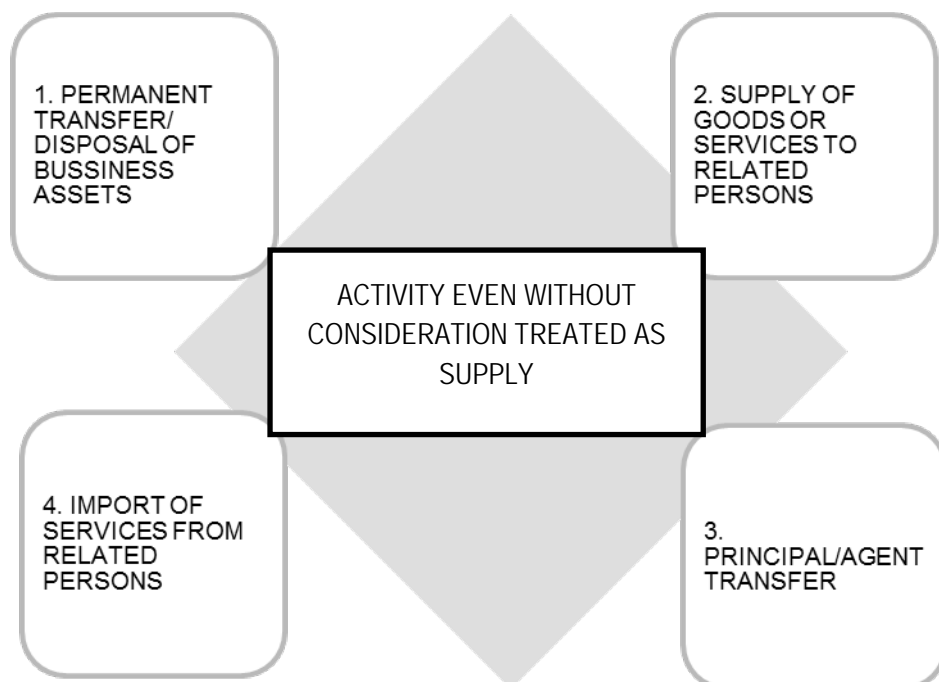 1. PERMANENT
TRANSFER/
DISPOSAL OF
BUSSINESS
ASSETS
2. SUPPLY OF
GOODS OR
SERVICES TO
RELATED
PERSONS
ACTIVITY EVEN WITHOUT
CONSIDERATION TREATED AS
SUPPLY
4. IMPORT OF
SERVICES FROM
RELATED
PERSONS
3.
PRINCIPAL/AGENT
TRANSFER